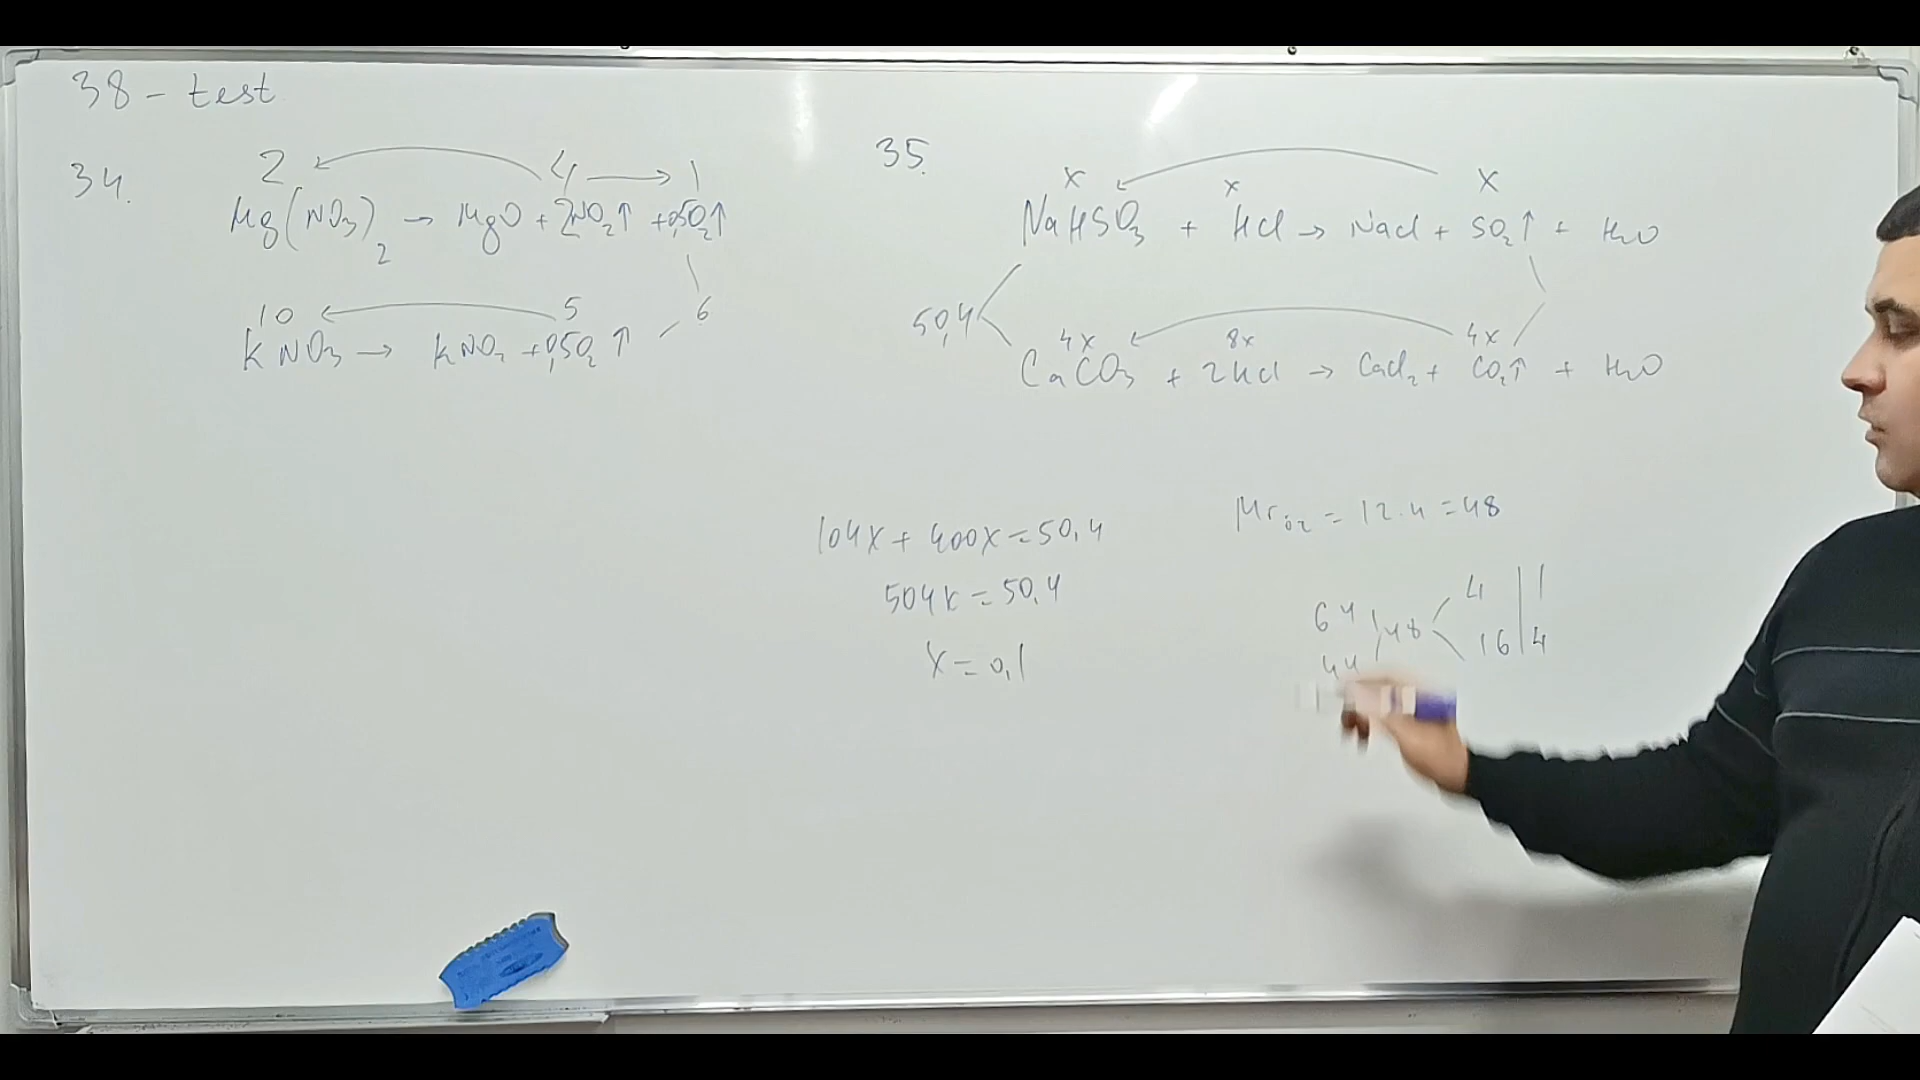 38 - test
34.
2 4 1
Mg(NO3)2 → MgO + 2NO2↑ + 0,5O2↑
6
10 5
KNO3 → KNO2 + 0,5O2↑
35.
x x x
NaHSO3 + HCl → NaCl + SO2↑ + H2O
50,4
4x 8x 4x
CaCO3 + 2HCl → CaCl2 + CO2↑ + H2O
104x + 400x = 50,4
504x = 50,4
x = 0,1
Mröz = 12.4 = 48
64 4 | 1
48
44 16 | 4